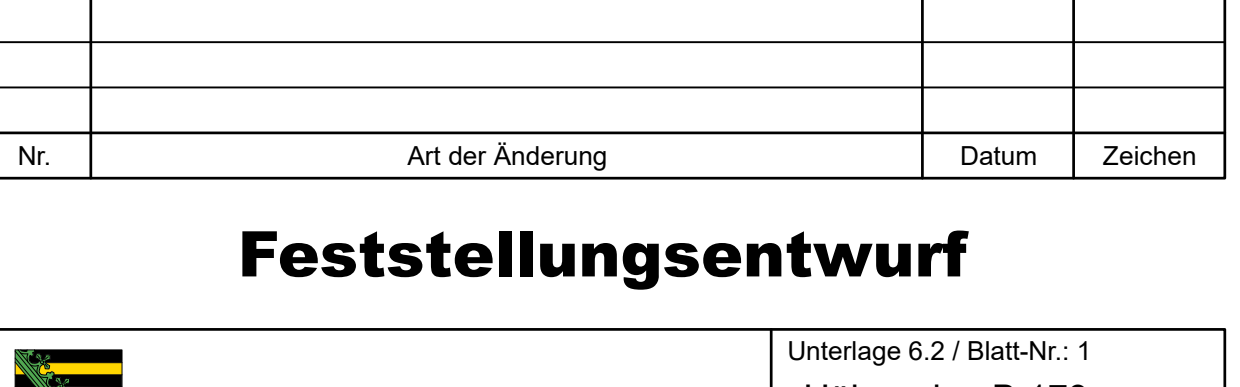 Nr. Art der Änderung Datum Zeichen
Feststellungsentwurf
Unterlage 6.2 / Blatt-Nr.: 1